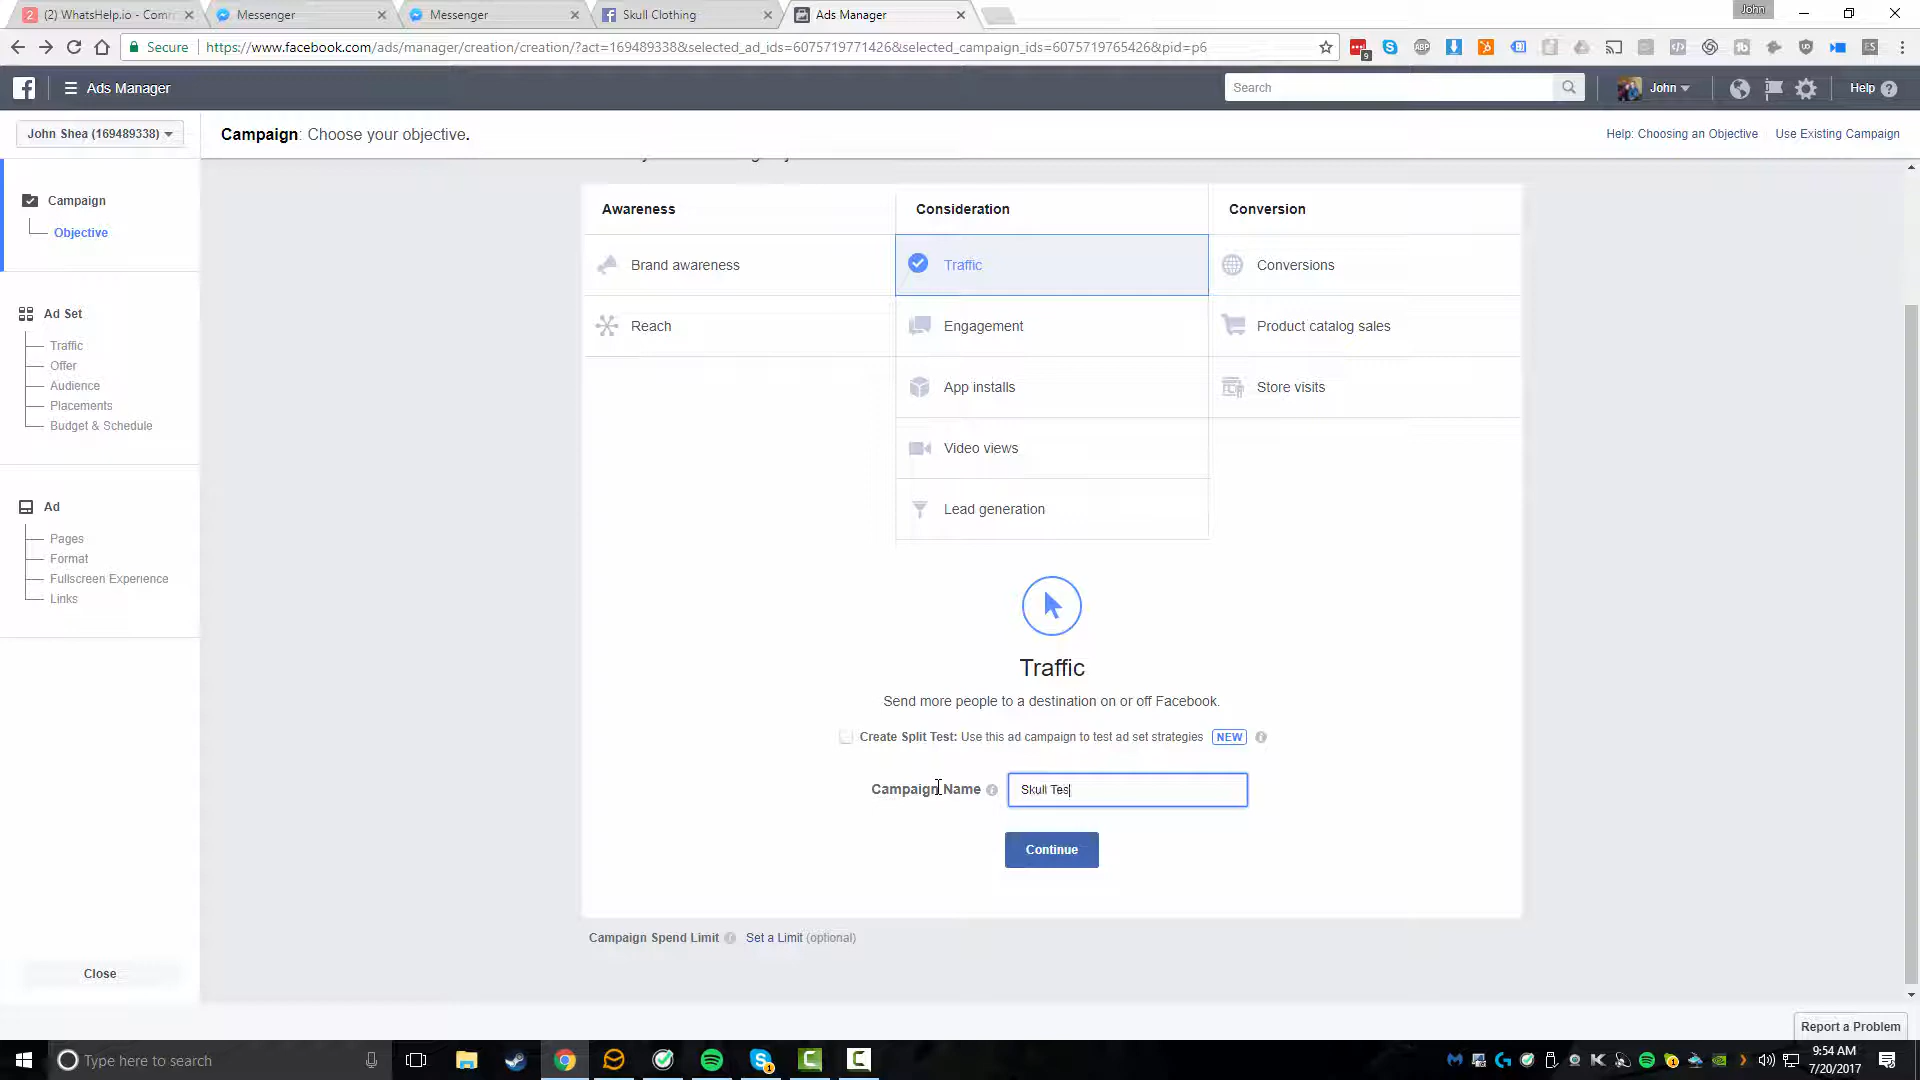 (2) WhatsHelp.io - Com
Messenger
Messenger
Skull Clothing
Ads Manager
John
Secure
https://www.facebook.com/ads/manager/creation/creation/?act=169489338&selected_ad_ids=6075719771426&selected_campaign_ids=6075719765426&pid=p6
Ads Manager
Search
John
Help
John Shea (169489338)
Campaign: Choose your objective.
Help: Choosing an Objective
Use Existing Campaign
Campaign
Objective
Ad Set
Traffic
Offer
Audience
Placements
Budget & Schedule
Ad
Pages
Format
Fullscreen Experience
Links
Close
Awareness
Consideration
Conversion
Brand awareness
Traffic
Conversions
Reach
Engagement
Product catalog sales
App installs
Store visits
Video views
Lead generation
Traffic
Send more people to a destination on or off Facebook.
Create Split Test: Use this ad campaign to test ad set strategies NEW
Campaign Name
Skull Tes
Continue
Campaign Spend Limit
Set a Limit (optional)
Report a Problem
Type here to search
9:54 AM
7/20/2017